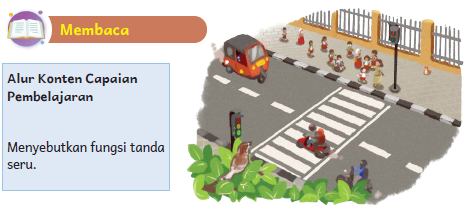 Membaca
Alur Konten Capaian
Pembelajaran
Menyebutkan fungsi tanda
seru.